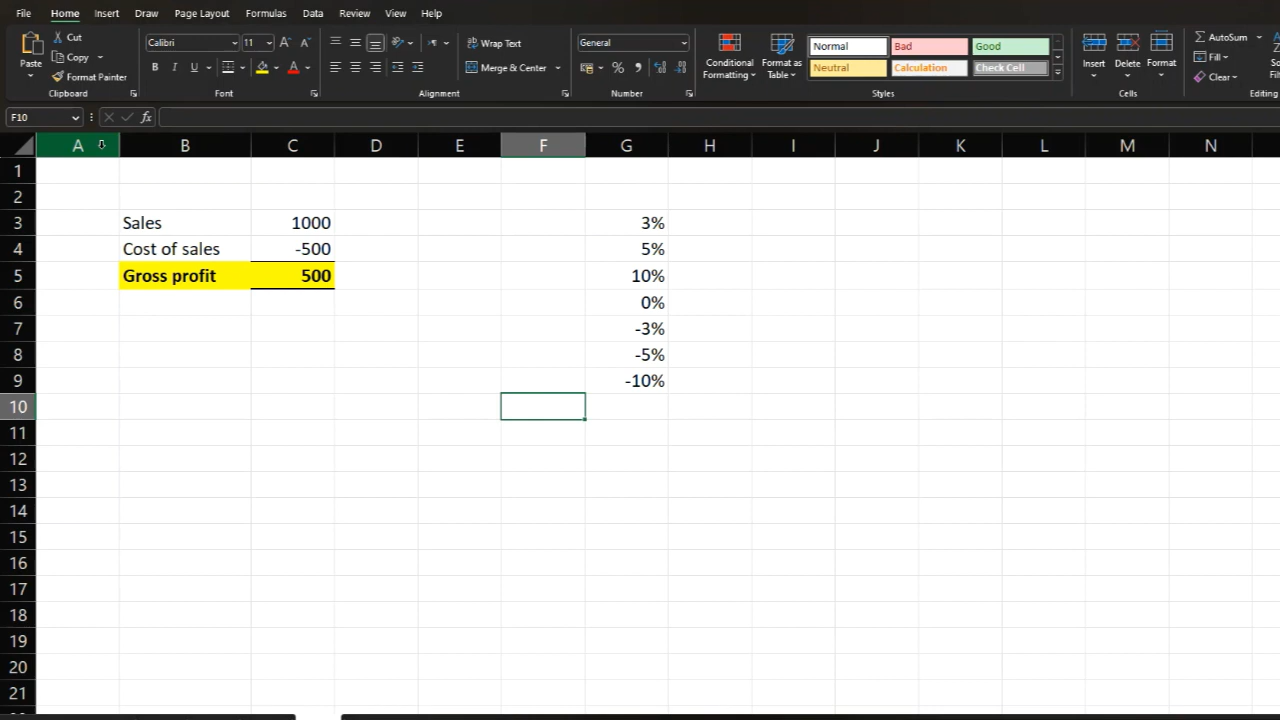 File Home Insert Draw Page Layout Formulas Data Review View Help
Paste
Cut
Copy
Format Painter
Clipboard
Calibri 11 A A
B I U A
Font
Wrap Text
Merge & Center
Alignment
General
% 
Number
Conditional Formatting
Format as Table
Normal Bad Good
Neutral Calculation Check Cell
Styles
Insert Delete Format
Cells
AutoSum
Fill
Clear
Editing
F10 fx
A B C D E F G H I J K L M N
1
2
3 Sales 1000 3%
4 Cost of sales -500 5%
5 Gross profit 500 10%
6 0%
7 -3%
8 -5%
9 -10%
10
11
12
13
14
15
16
17
18
19
20
21